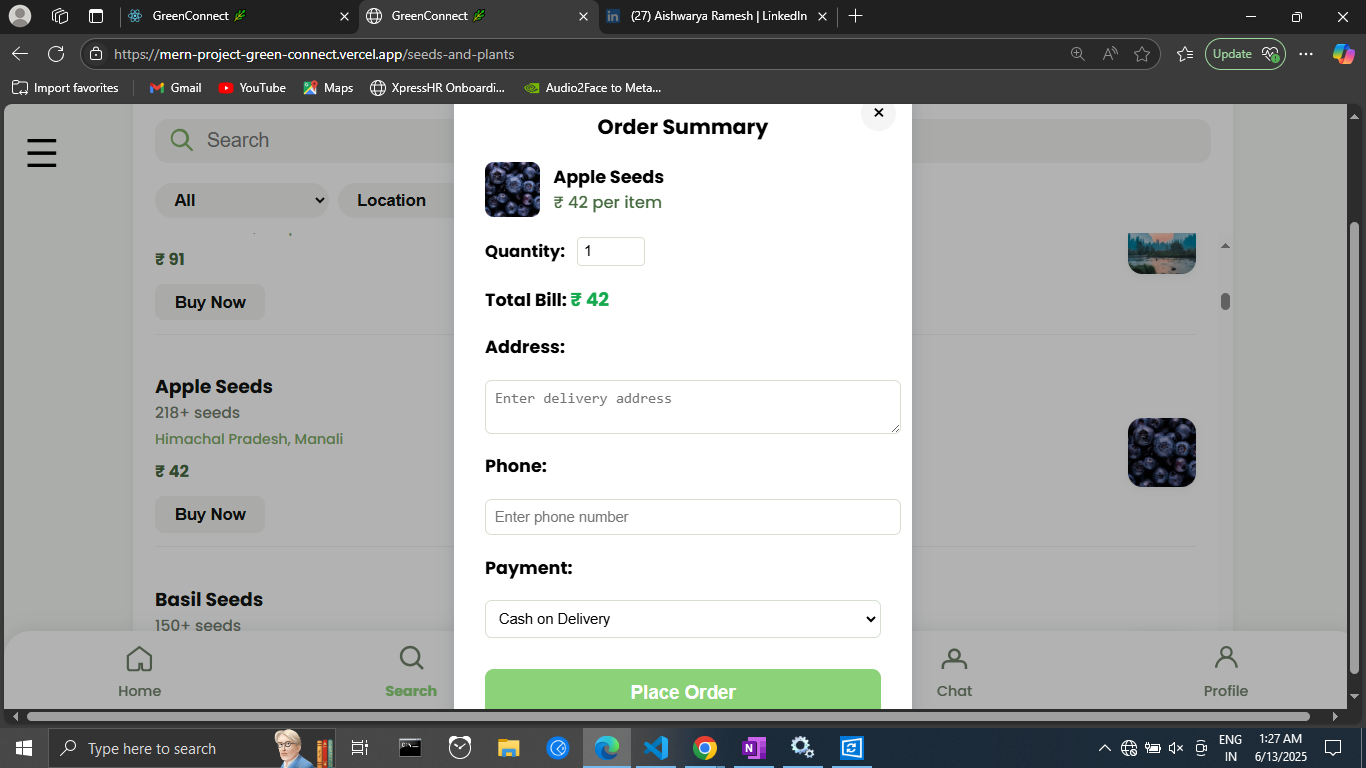 GreenConnect
GreenConnect
(27) Aishwarya Ramesh | LinkedIn
https://mern-project-green-connect.vercel.app/seeds-and-plants
Update
Import favorites
Gmail
YouTube
Maps
XpressHR Onboardi...
Audio2Face to Meta...
Search
All
Location
₹ 91
Buy Now
Apple Seeds
218+ seeds
Himachal Pradesh, Manali
₹ 42
Buy Now
Basil Seeds
150+ seeds
Order Summary
Apple Seeds
₹ 42 per item
Quantity: 1
Total Bill: ₹ 42
Address:
Enter delivery address
Phone:
Enter phone number
Payment:
Cash on Delivery
Place Order
Home
Search
Chat
Profile
Type here to search
ENG
IN
1:27 AM
6/13/2025